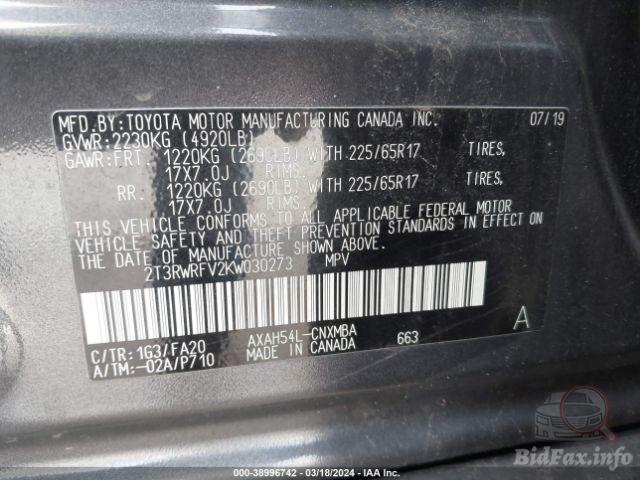 MFD.BY:TOYOTA MOTOR MANUFACTURING CANADA INC. 07/19
GVWR:2230KG (4920LB)
GAWR:FRT. 1220KG (2690LB) WITH 225/65R17 TIRES,
17X7.0J RIMS.
RR. 1220KG (2690LB) WITH 225/65R17 TIRES,
17X7.0J RIMS.
THIS VEHICLE CONFORMS TO ALL APPLICABLE FEDERAL MOTOR
VEHICLE SAFETY AND THEFT PREVENTION STANDARDS IN EFFECT ON
THE DATE OF MANUFACTURE SHOWN ABOVE.
2T3RWRFV2KW030273 MPV
C/TR: 1G3/FA20 AXAH54L-CNXMBA 663 A
A/TM:-02A/P710 MADE IN CANADA
BidFax.info
000-38996742 - 03/18/2024 - IAA Inc.